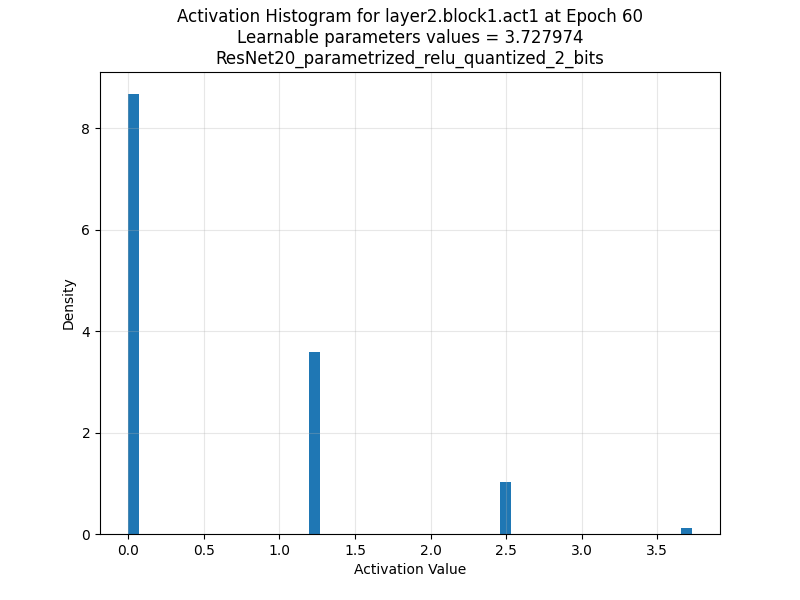 Activation Histogram for layer2.block1.act1 at Epoch 60
Learnable parameters values = 3.727974
ResNet20_parametrized_relu_quantized_2_bits
8
6
4
2
0
Density
0.0 0.5 1.0 1.5 2.0 2.5 3.0 3.5
Activation Value